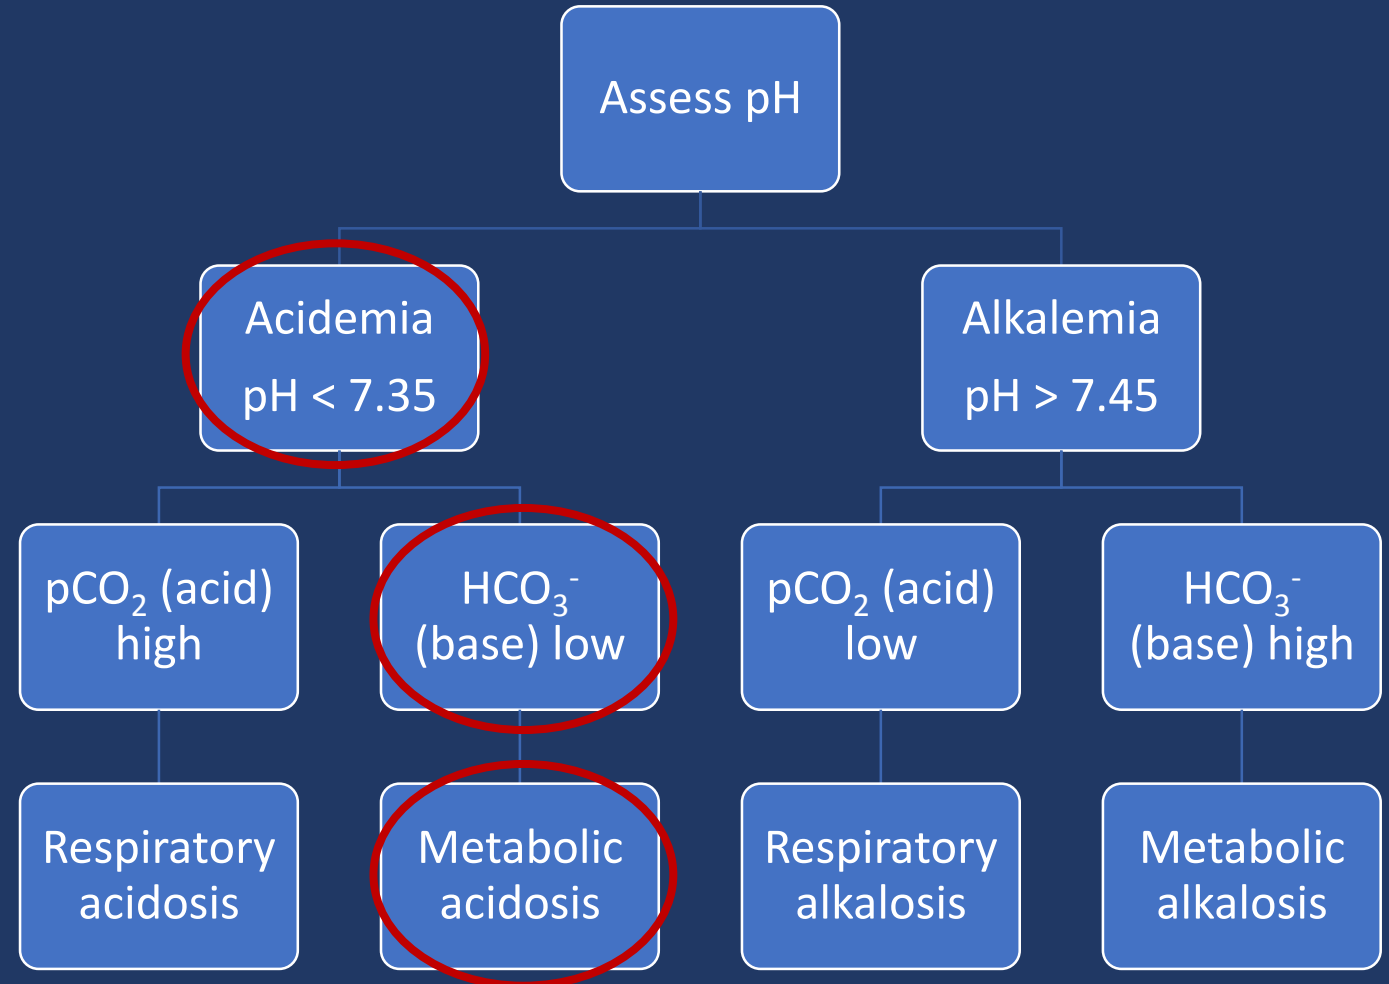 Assess pH
Acidemia
pH < 7.35
Alkalemia
pH > 7.45
pCO₂ (acid)
high
HCO₃⁻
(base) low
pCO₂ (acid)
low
HCO₃⁻
(base) high
Respiratory
acidosis
Metabolic
acidosis
Respiratory
alkalosis
Metabolic
alkalosis